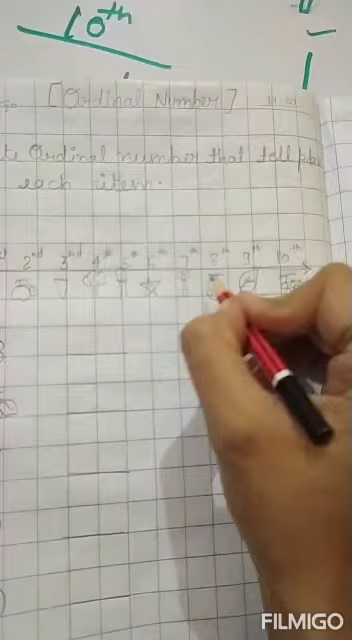 10th
[Ordinal Number]
te Ordinal number that tell
each item.
2nd 3rd 4th 5th 6th 7th 8th 9th 10th
FILMIGO